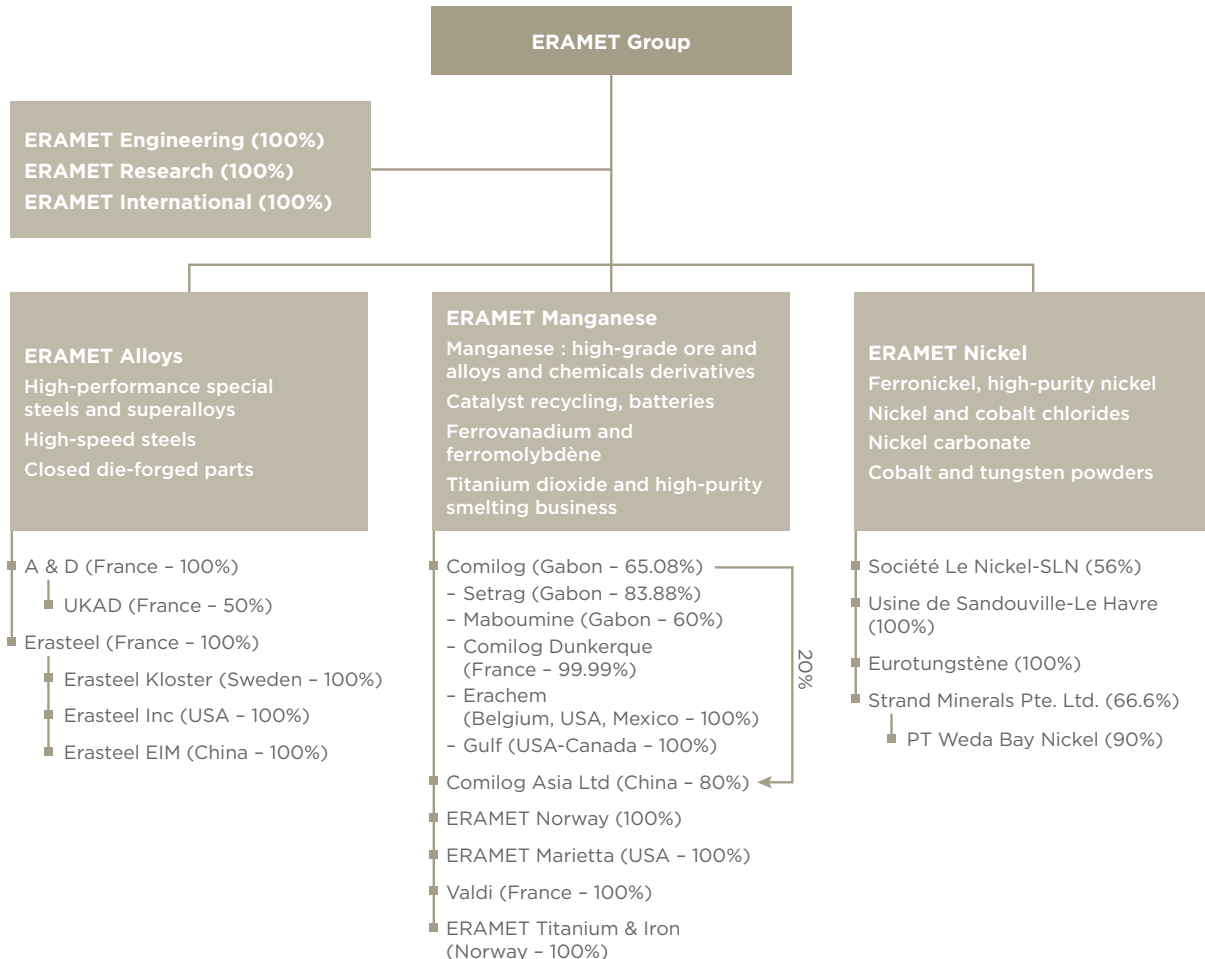 ERAMET Group
ERAMET Engineering (100%)
ERAMET Research (100%)
ERAMET International (100%)
ERAMET Alloys
High-performance special
steels and superalloys
High-speed steels
Closed die-forged parts
A & D (France – 100%)
UKAD (France – 50%)
Erasteel (France – 100%)
Erasteel Kloster (Sweden – 100%)
Erasteel Inc (USA – 100%)
Erasteel EIM (China – 100%)
ERAMET Manganese
Manganese : high-grade ore and
alloys and chemicals derivatives
Catalyst recycling, batteries
Ferrovanadium and
ferromolybdène
Titanium dioxide and high-purity
smelting business
Comilog (Gabon – 65.08%)
– Setrag (Gabon – 83.88%)
– Maboumine (Gabon – 60%)
– Comilog Dunkerque
(France – 99.99%)
– Erachem
(Belgium, USA, Mexico – 100%)
– Gulf (USA-Canada – 100%)
20%
Comilog Asia Ltd (China – 80%)
ERAMET Norway (100%)
ERAMET Marietta (USA – 100%)
Valdi (France – 100%)
ERAMET Titanium & Iron
(Norway – 100%)
ERAMET Nickel
Ferronickel, high-purity nickel
Nickel and cobalt chlorides
Nickel carbonate
Cobalt and tungsten powders
Société Le Nickel-SLN (56%)
Usine de Sandouville-Le Havre
(100%)
Eurotungstène (100%)
Strand Minerals Pte. Ltd. (66.6%)
PT Weda Bay Nickel (90%)